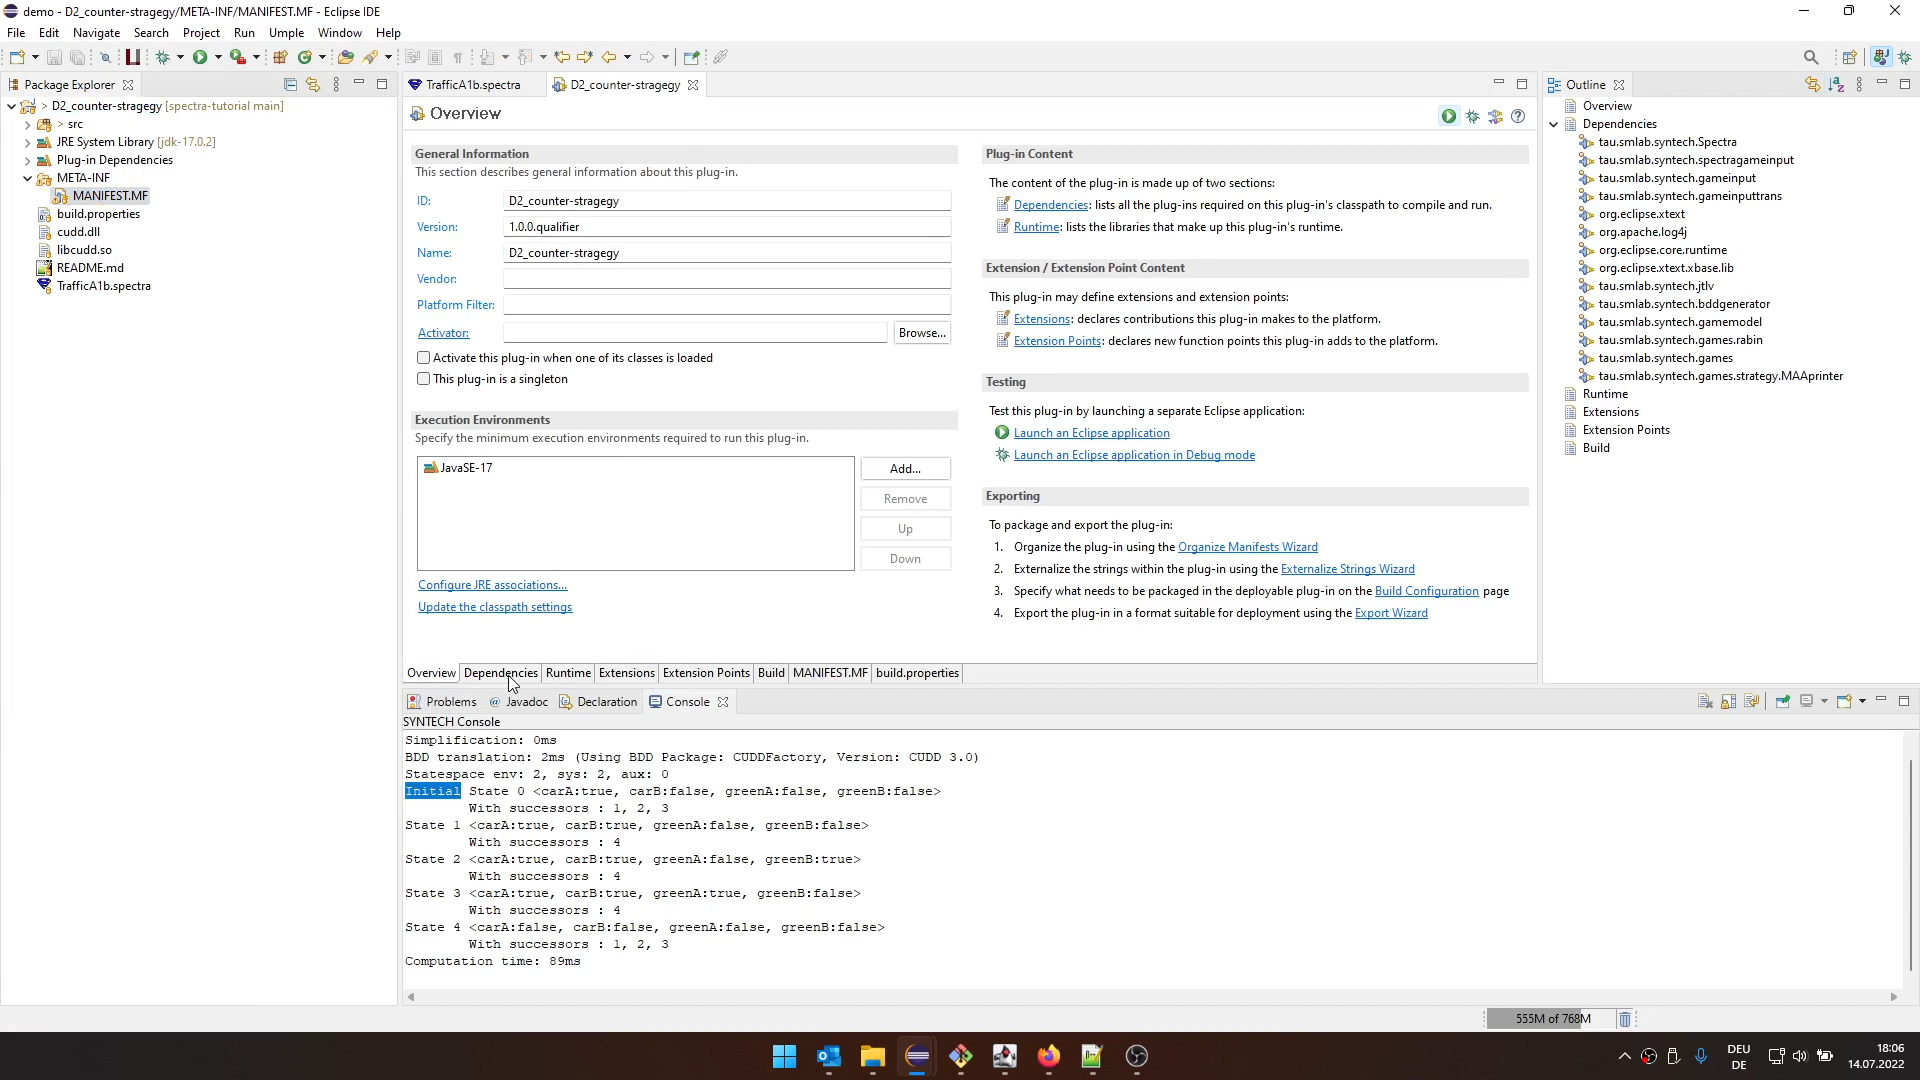 demo - D2_counter-stragegy/META-INF/MANIFEST.MF - Eclipse IDE
File Edit Navigate Search Project Run Umple Window Help
Package Explorer
> D2_counter-stragegy [spectra-tutorial main]
> src
JRE System Library [jdk-17.0.2]
Plug-in Dependencies
META-INF
MANIFEST.MF
build.properties
cudd.dll
libcudd.so
README.md
TrafficA1b.spectra
TrafficA1b.spectra
D2_counter-stragegy
Overview
General Information
This section describes general information about this plug-in.
ID: D2_counter-stragegy
Version: 1.0.0.qualifier
Name: D2_counter-stragegy
Vendor:
Platform Filter:
Activator: Browse...
Activate this plug-in when one of its classes is loaded
This plug-in is a singleton
Execution Environments
Specify the minimum execution environments required to run this plug-in.
JavaSE-17
Add...
Remove
Up
Down
Configure JRE associations...
Update the classpath settings
Plug-in Content
The content of the plug-in is made up of two sections:
Dependencies: lists all the plug-ins required on this plug-in's classpath to compile and run.
Runtime: lists the libraries that make up this plug-in's runtime.
Extension / Extension Point Content
This plug-in may define extensions and extension points:
Extensions: declares contributions this plug-in makes to the platform.
Extension Points: declares new function points this plug-in adds to the platform.
Testing
Test this plug-in by launching a separate Eclipse application:
Launch an Eclipse application
Launch an Eclipse application in Debug mode
Exporting
To package and export the plug-in:
1. Organize the plug-in using the Organize Manifests Wizard
2. Externalize the strings within the plug-in using the Externalize Strings Wizard
3. Specify what needs to be packaged in the deployable plug-in on the Build Configuration page
4. Export the plug-in in a format suitable for deployment using the Export Wizard
Overview Dependencies Runtime Extensions Extension Points Build MANIFEST.MF build.properties
Outline
Overview
Dependencies
tau.smlab.syntech.Spectra
tau.smlab.syntech.spectragameinput
tau.smlab.syntech.gameinput
tau.smlab.syntech.gameinputtrans
org.eclipse.xtext
org.apache.log4j
org.eclipse.core.runtime
org.eclipse.xtext.xbase.lib
tau.smlab.syntech.jtlv
tau.smlab.syntech.bddgenerator
tau.smlab.syntech.gamemodel
tau.smlab.syntech.games.rabin
tau.smlab.syntech.games
tau.smlab.syntech.games.strategy.MAAprinter
Runtime
Extensions
Extension Points
Build
Problems @ Javadoc Declaration Console
SYNTECH Console
Simplification: 0ms
BDD translation: 2ms (Using BDD Package: CUDDFactory, Version: CUDD 3.0)
Statespace env: 2, sys: 2, aux: 0
Initial State 0 <carA:true, carB:false, greenA:false, greenB:false>
With successors : 1, 2, 3
State 1 <carA:true, carB:true, greenA:false, greenB:false>
With successors : 4
State 2 <carA:true, carB:true, greenA:false, greenB:true>
With successors : 4
State 3 <carA:true, carB:true, greenA:true, greenB:false>
With successors : 4
State 4 <carA:false, carB:false, greenA:false, greenB:false>
With successors : 1, 2, 3
Computation time: 89ms
555M of 768M
DEU
DE
18:06
14.07.2022